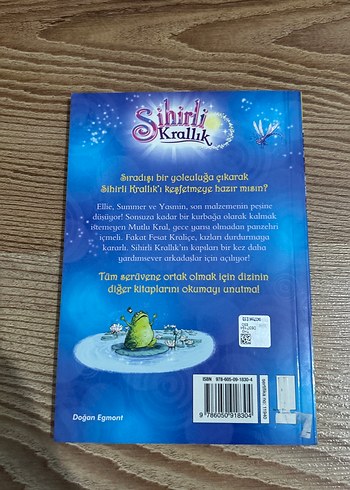 Sihirli
Krallık
Sıradışı bir yolculuğa çıkarak
Sihirli Krallık'ı keşfetmeye hazır mısın?
Ellie, Summer ve Yasmin, son malzemenin peşine
düşüyor! Sonsuza kadar bir kurbağa olarak kalmak
istemeyen Mutlu Kral, gece yarısı olmadan panzehri
içmeli. Fakat Fesat Kraliçe, kızları durdurmaya
kararlı. Sihirli Krallık'ın kapıları bir kez daha
yardımsever arkadaşlar için açılıyor!
Tüm serüvene ortak olmak için dizinin
diğer kitaplarını okumayı unutma!
ISBN 978-605-09-1830-4
9 786050 918304
Doğan Egmont